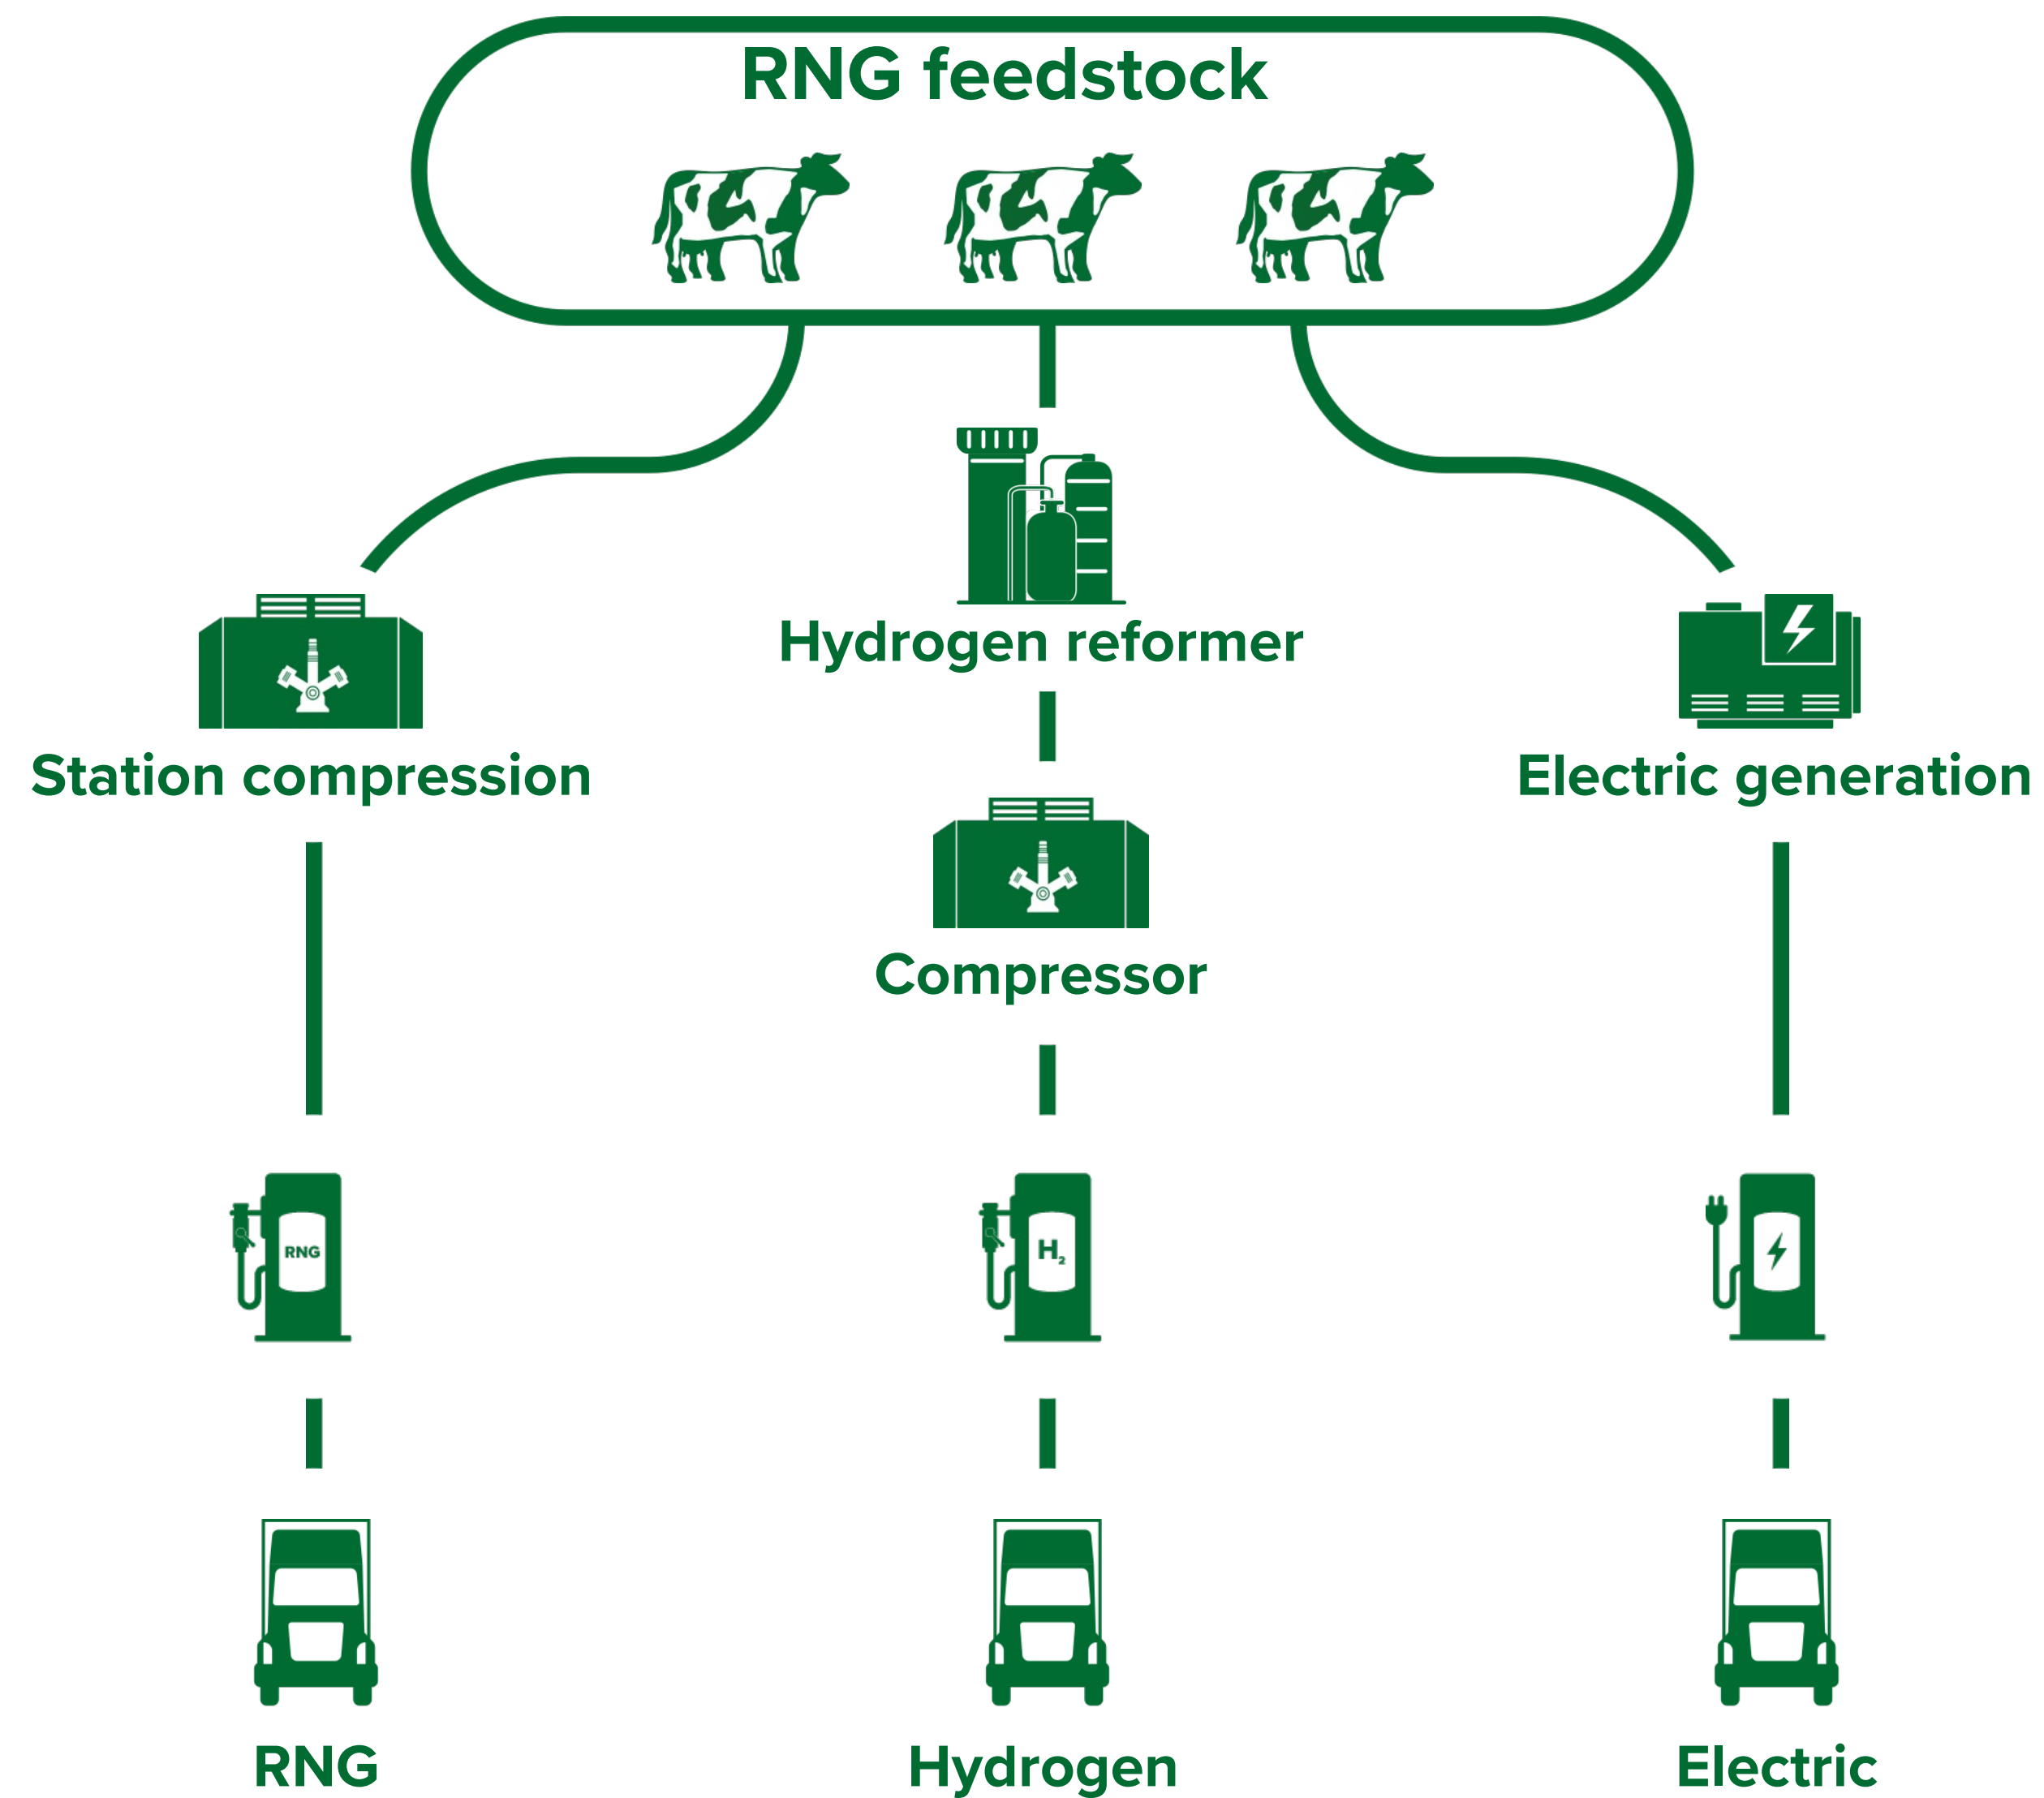 RNG feedstock
Hydrogen reformer
Station compression
Electric generation
Compressor
RNG
H₂
RNG
Hydrogen
Electric